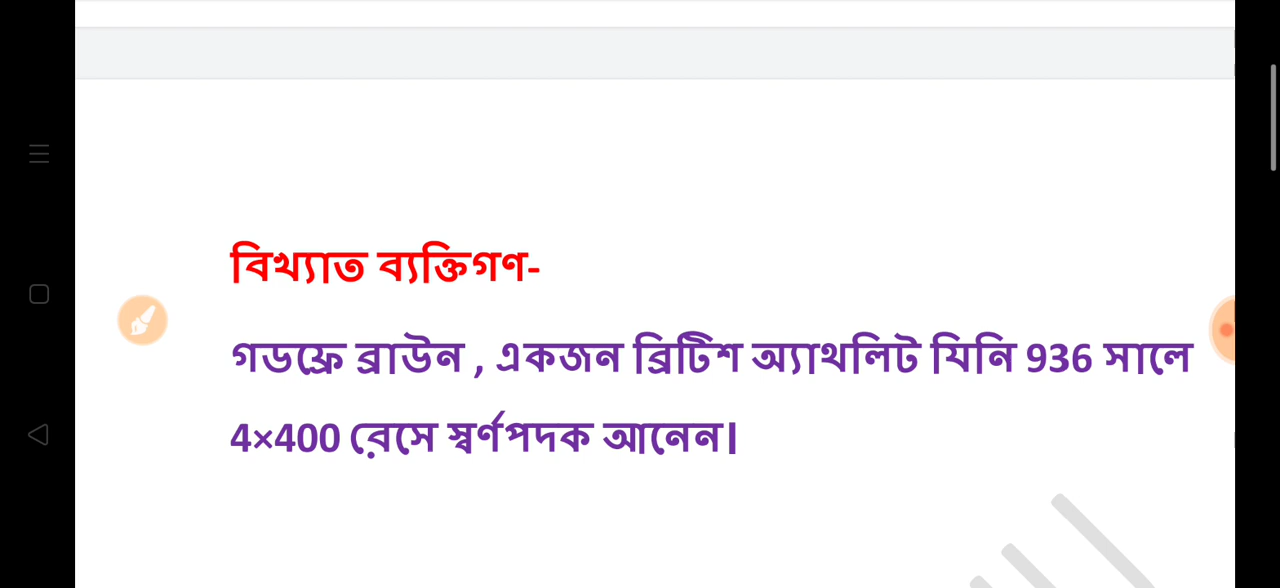 বিখ্যাত ব্যক্তিগণ-
গডফ্রে ব্রাউন , একজন ব্রিটিশ অ্যাথলিট যিনি 936 সালে
4×400 রেসে স্বর্ণপদক আনেন।